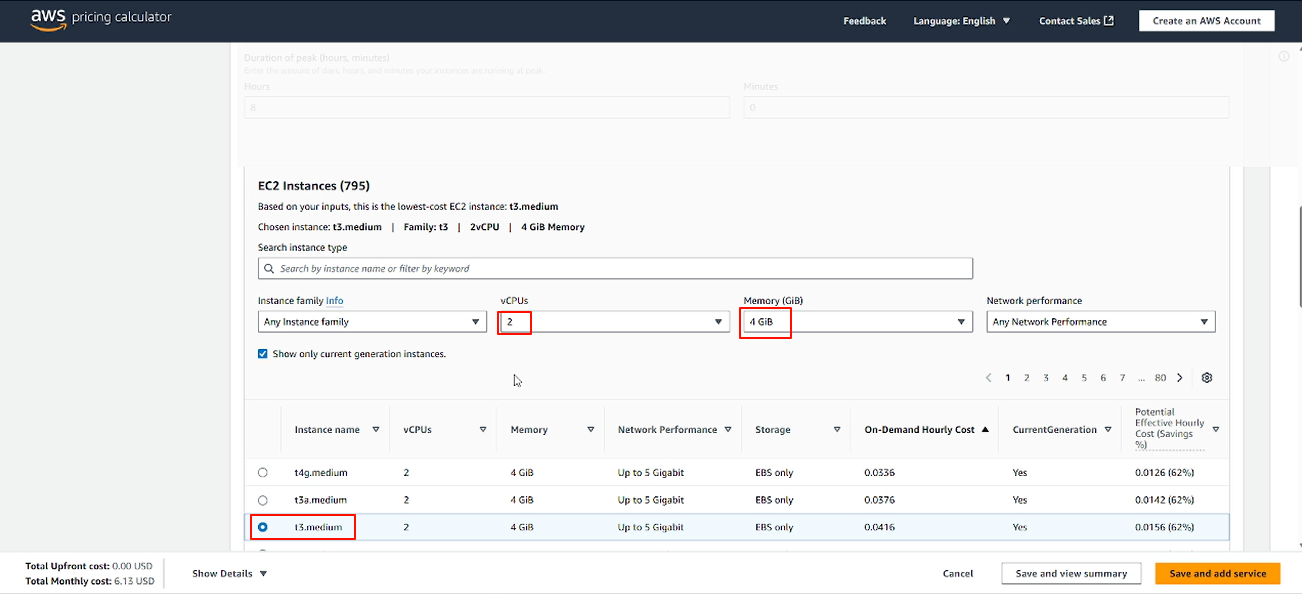 aws pricing calculator
Feedback Language: English Contact Sales Create an AWS Account
Duration of peak (hours, minutes)
Enter the amount of days, hours, and minutes your instances are running at peak.
Hours Minutes
8 0
EC2 Instances (795)
Based on your inputs, this is the lowest-cost EC2 instance: t3.medium
Chosen instance: t3.medium | Family: t3 | 2vCPU | 4 GiB Memory
Search instance type
Search by instance name or filter by keyword
Instance family Info vCPUs Memory (GiB) Network performance
Any Instance family 2 4 GiB Any Network Performance
Show only current generation instances.
1 2 3 4 5 6 7 ... 80
Instance name vCPUs Memory Network Performance Storage On-Demand Hourly Cost CurrentGeneration Potential Effective Hourly Cost (Savings %)
t4g.medium 2 4 GiB Up to 5 Gigabit EBS only 0.0336 Yes 0.0126 (62%)
t3a.medium 2 4 GiB Up to 5 Gigabit EBS only 0.0376 Yes 0.0142 (62%)
t3.medium 2 4 GiB Up to 5 Gigabit EBS only 0.0416 Yes 0.0156 (62%)
Total Upfront cost: 0.00 USD
Total Monthly cost: 6.13 USD
Show Details Cancel Save and view summary Save and add service